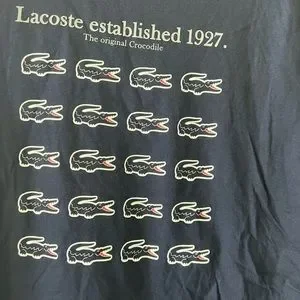 Lacoste established 1927.
The original Crocodile